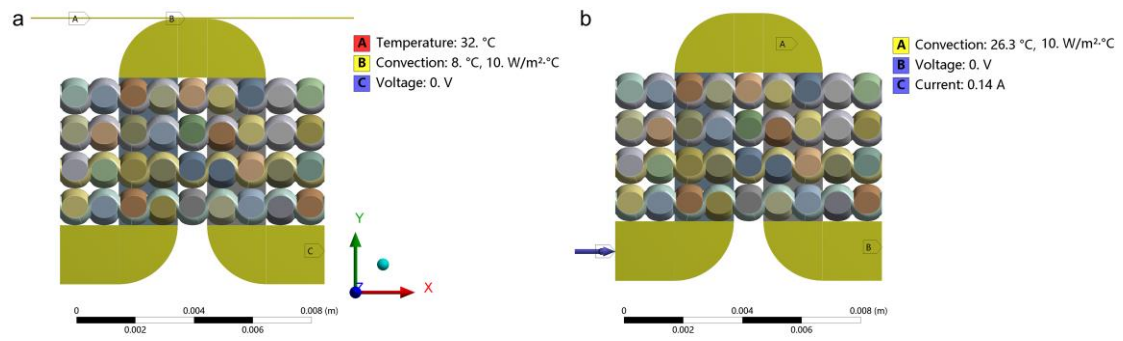 a
A
B
A Temperature: 32. °C
B Convection: 8. °C, 10. W/m²·°C
C Voltage: 0. V
C
Y
Z
X
0 0.004 0.008 (m)
0.002 0.006
b
A
A Convection: 26.3 °C, 10. W/m²·°C
B Voltage: 0. V
C Current: 0.14 A
C
B
0 0.004 0.008 (m)
0.002 0.006